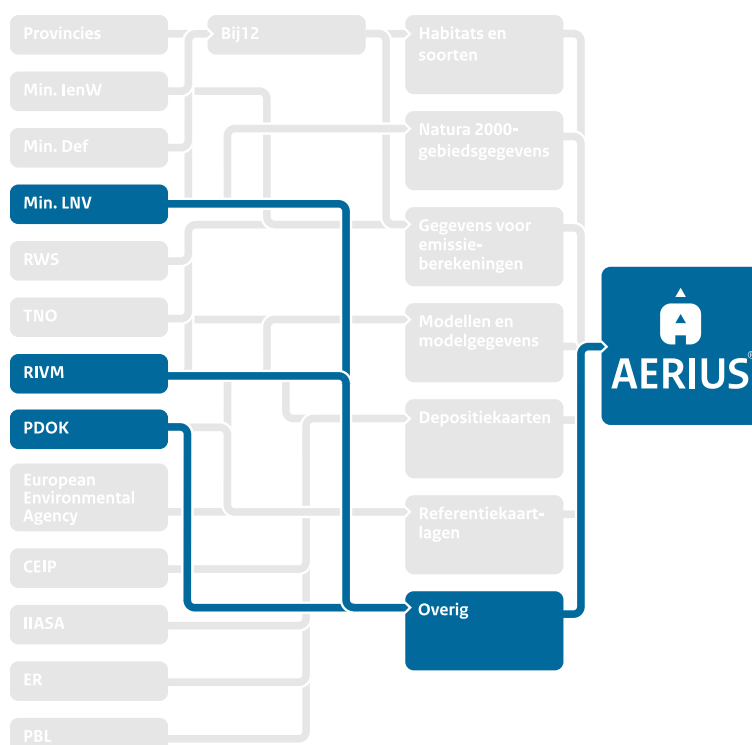 Provincies
Min. IenW
Min. Def
Min. LNV
RWS
TNO
RIVM
PDOK
European
Environmental
Agency
CEIP
IIASA
ER
PBL
Bij12
Habitats en
soorten
Natura 2000-
gebiedsgegevens
Gegevens voor
emissie-
berekeningen
Modellen en
modelgegevens
Depositiekaarten
Referentiekaart-
lagen
Overig
AERIUS®